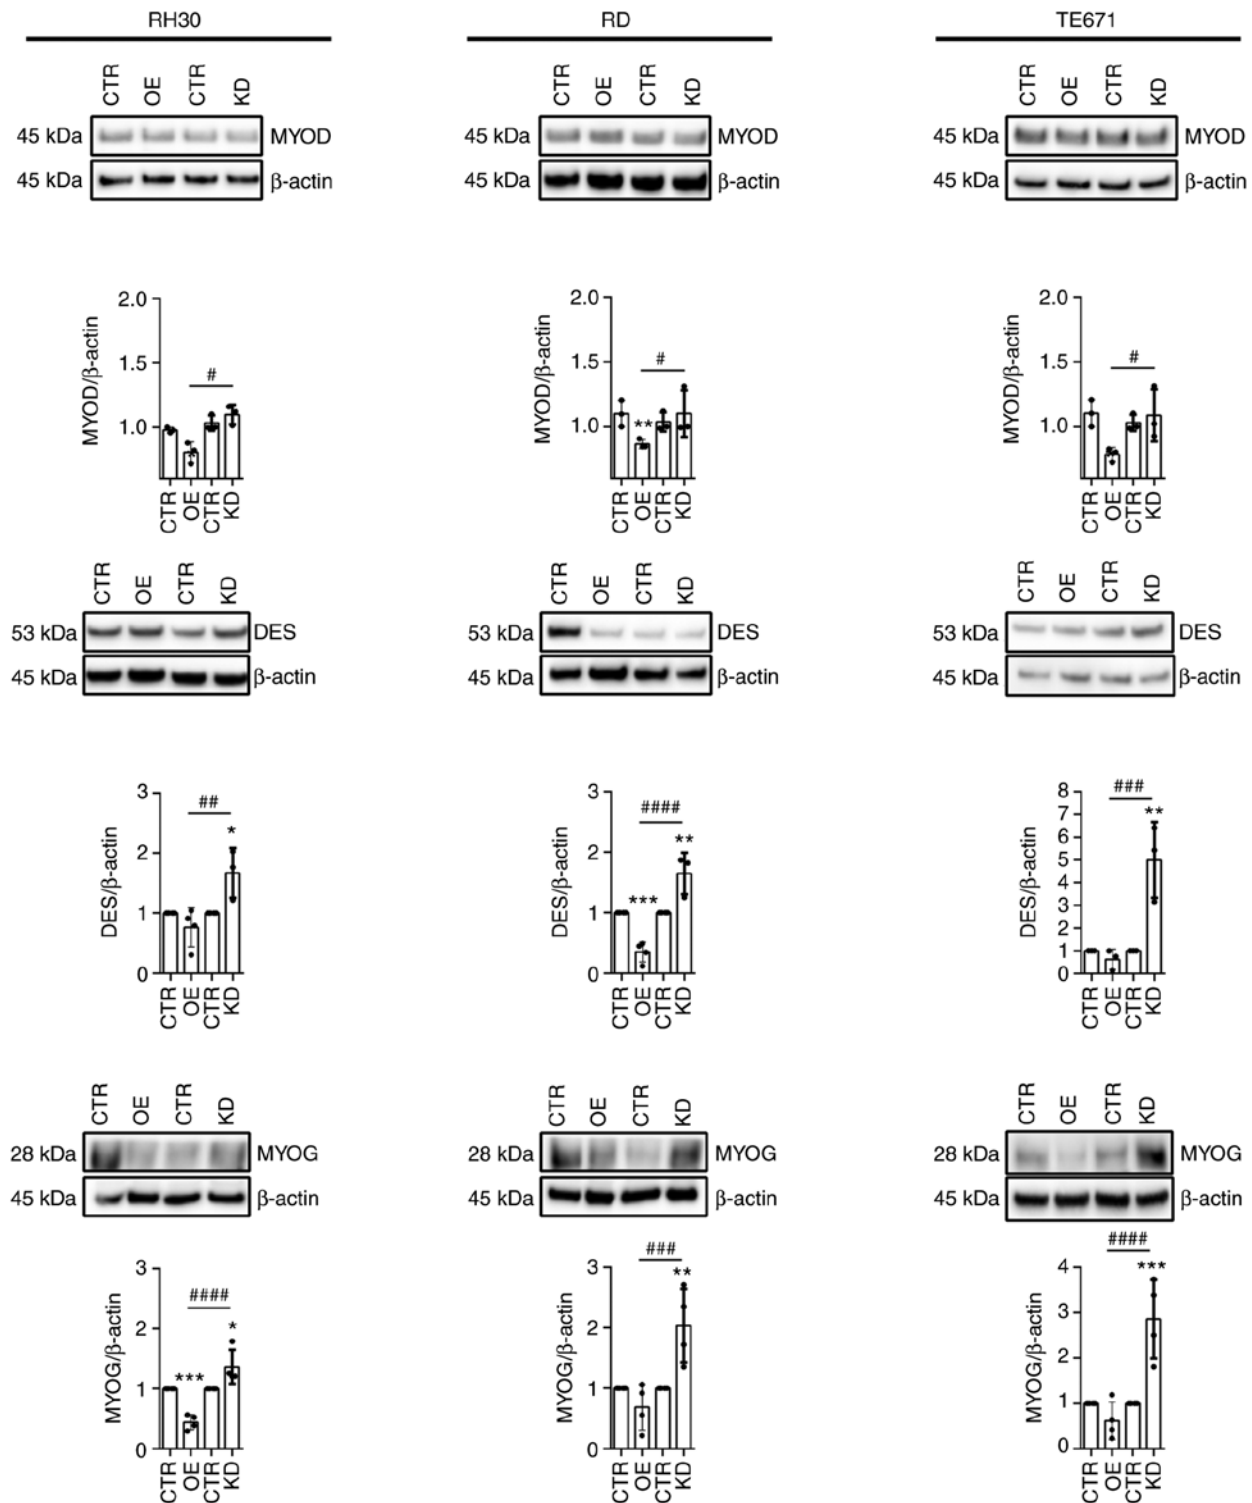 RH30 RD TE671
CTR OE CTR KD CTR OE CTR KD CTR OE CTR KD
45 kDa MYOD 45 kDa MYOD 45 kDa MYOD
45 kDa β-actin 45 kDa β-actin 45 kDa β-actin
MYOD/β-actin 2.0 1.5 1.0 #
CTR OE CTR KD
MYOD/β-actin 2.0 1.5 1.0 # **
CTR OE CTR KD
MYOD/β-actin 2.0 1.5 1.0 #
CTR OE CTR KD
CTR OE CTR KD CTR OE CTR KD CTR OE CTR KD
53 kDa DES 53 kDa DES 53 kDa DES
45 kDa β-actin 45 kDa β-actin 45 kDa β-actin
DES/β-actin 3 2 1 0 ## *
CTR OE CTR KD
DES/β-actin 3 2 1 0 #### *** **
CTR OE CTR KD
DES/β-actin 8 7 6 5 4 3 2 1 0 ### **
CTR OE CTR KD
CTR OE CTR KD CTR OE CTR KD CTR OE CTR KD
28 kDa MYOG 28 kDa MYOG 28 kDa MYOG
45 kDa β-actin 45 kDa β-actin 45 kDa β-actin
MYOG/β-actin 3 2 1 0 #### *** *
CTR OE CTR KD
MYOG/β-actin 3 2 1 0 ### **
CTR OE CTR KD
MYOG/β-actin 4 3 2 1 0 #### ***
CTR OE CTR KD